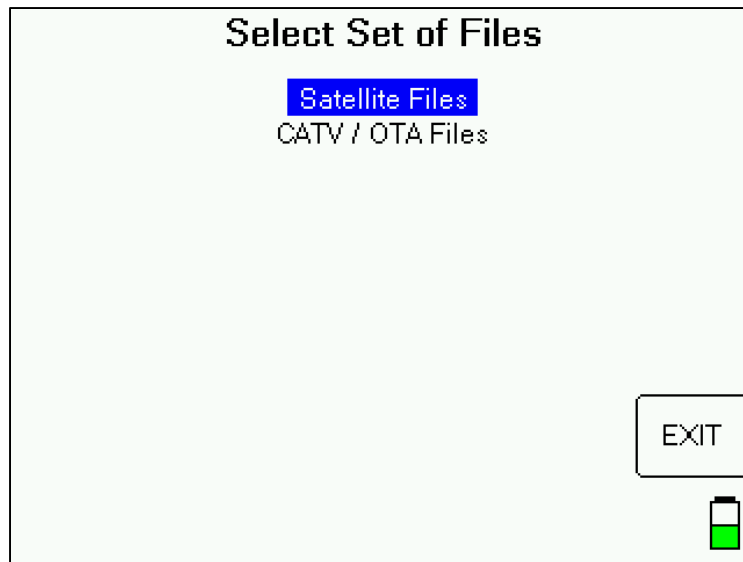 Select Set of Files
Satellite Files
CATV / OTA Files
EXIT